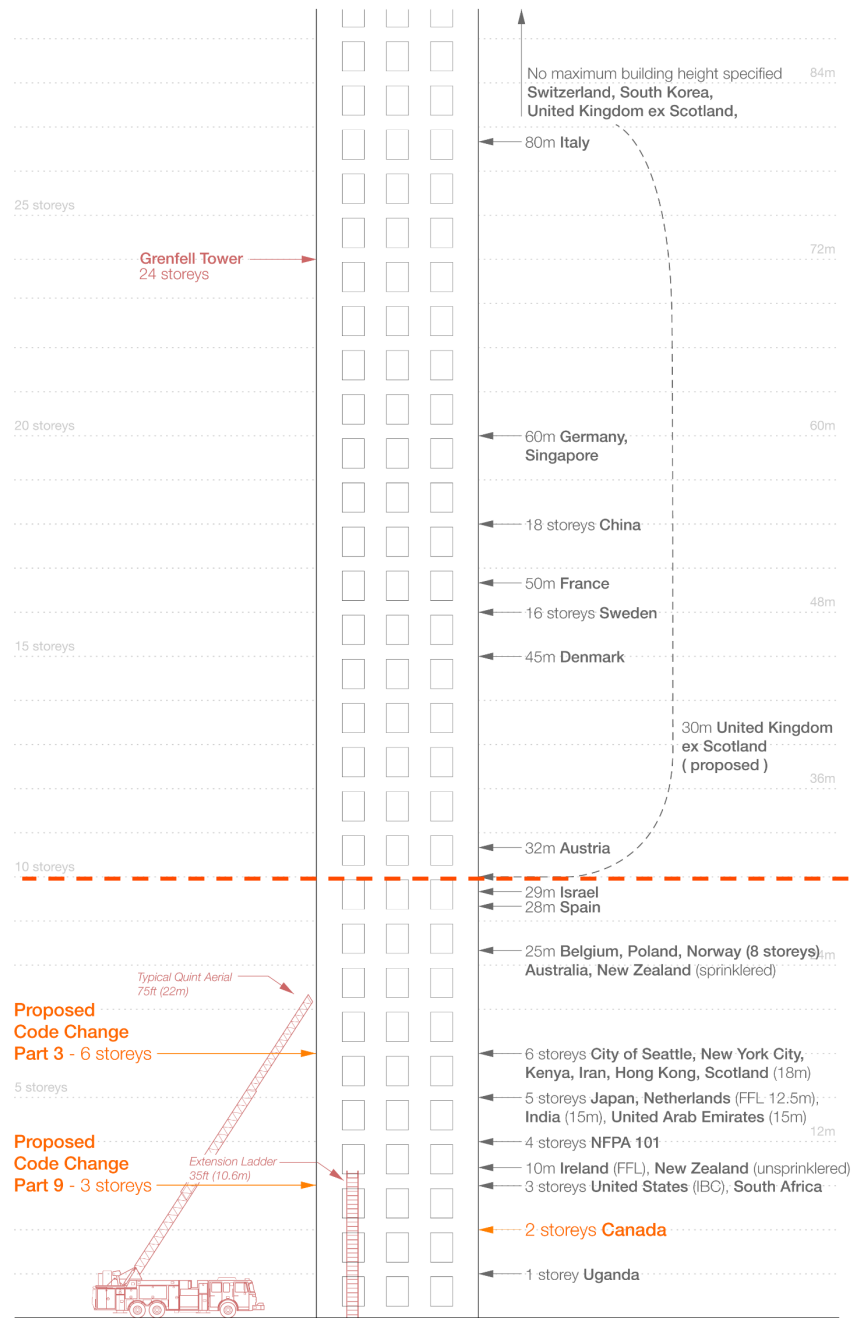 No maximum building height specified
Switzerland, South Korea,
United Kingdom ex Scotland,
84m
80m Italy
25 storeys
Grenfell Tower
24 storeys
72m
20 storeys
60m
60m Germany,
Singapore
18 storeys China
50m France
16 storeys Sweden
48m
15 storeys
45m Denmark
30m United Kingdom
ex Scotland
( proposed )
36m
32m Austria
10 storeys
29m Israel
28m Spain
25m Belgium, Poland, Norway (8 storeys)
Australia, New Zealand (sprinklered)
Typical Quint Aerial
75ft (22m)
Proposed
Code Change
Part 3 - 6 storeys
6 storeys City of Seattle, New York City,
Kenya, Iran, Hong Kong, Scotland (18m)
5 storeys
5 storeys Japan, Netherlands (FFL 12.5m),
India (15m), United Arab Emirates (15m)
12m
4 storeys NFPA 101
Proposed
Code Change
Part 9 - 3 storeys
Extension Ladder
35ft (10.6m)
10m Ireland (FFL), New Zealand (unsprinklered)
3 storeys United States (IBC), South Africa
2 storeys Canada
1 storey Uganda